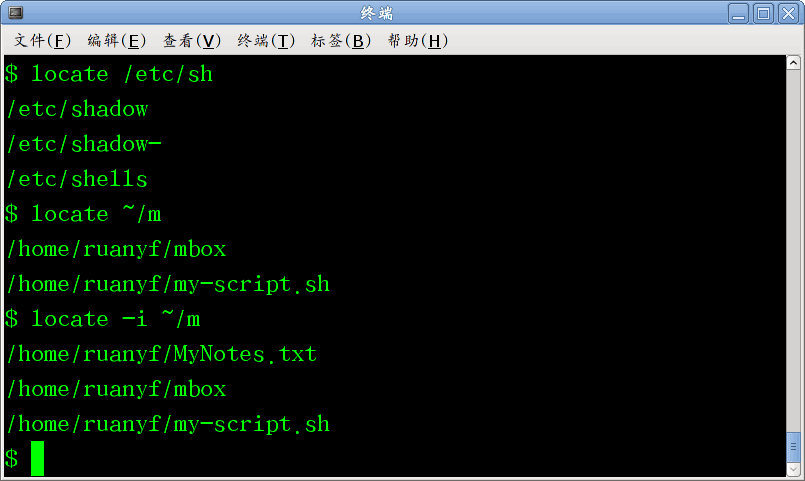 终端
文件(F) 编辑(E) 查看(V) 终端(T) 标签(B) 帮助(H)
$ locate /etc/sh
/etc/shadow
/etc/shadow-
/etc/shells
$ locate ~/m
/home/ruanyf/mbox
/home/ruanyf/my-script.sh
$ locate -i ~/m
/home/ruanyf/MyNotes.txt
/home/ruanyf/mbox
/home/ruanyf/my-script.sh
$